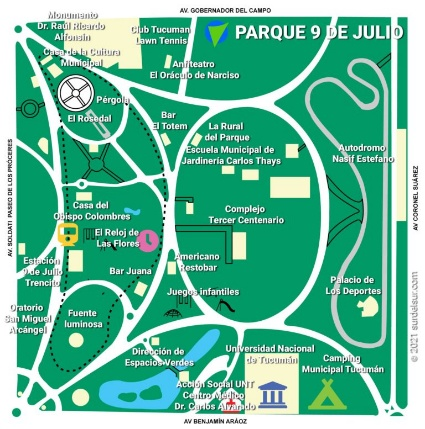 AV. GOBERNADOR DEL CAMPO
Monumento
Dr. Raúl Ricardo
Alfonsín
Club Tucuman
Lawn Tennis
PARQUE 9 DE JULIO
Casa de la Cultura
Municipal
Anfiteatro
El Oráculo de Narciso
Pérgola
El Rosedal
Bar
El Totem
La Rural
del Parque
Escuela Municipal de
Jardinería Carlos Thays
Autodromo
Nasif Estefano
AV. SOLDATI PASEO DE LOS PRÓCERES
AV CORONEL SUÁREZ
Casa del
Obispo Colombres
Complejo
Tercer Centenario
El Reloj de
Las Flores
Estación
9 de Julio
Trencito
Bar Juana
Americano
Restobar
Juegos infantiles
Palacio de
Los Deportes
Oratorio
San Miguel
Arcángel
Fuente
luminosa
Dirección de
Espacios Verdes
Universidad Nacional
de Tucumán
Camping
Municipal Tucumán
Acción Social UNT
Centro Médico
Dr. Carlos Alvarado
© 2021 surdelsur.com
AV BENJAMÍN ARÁOZ